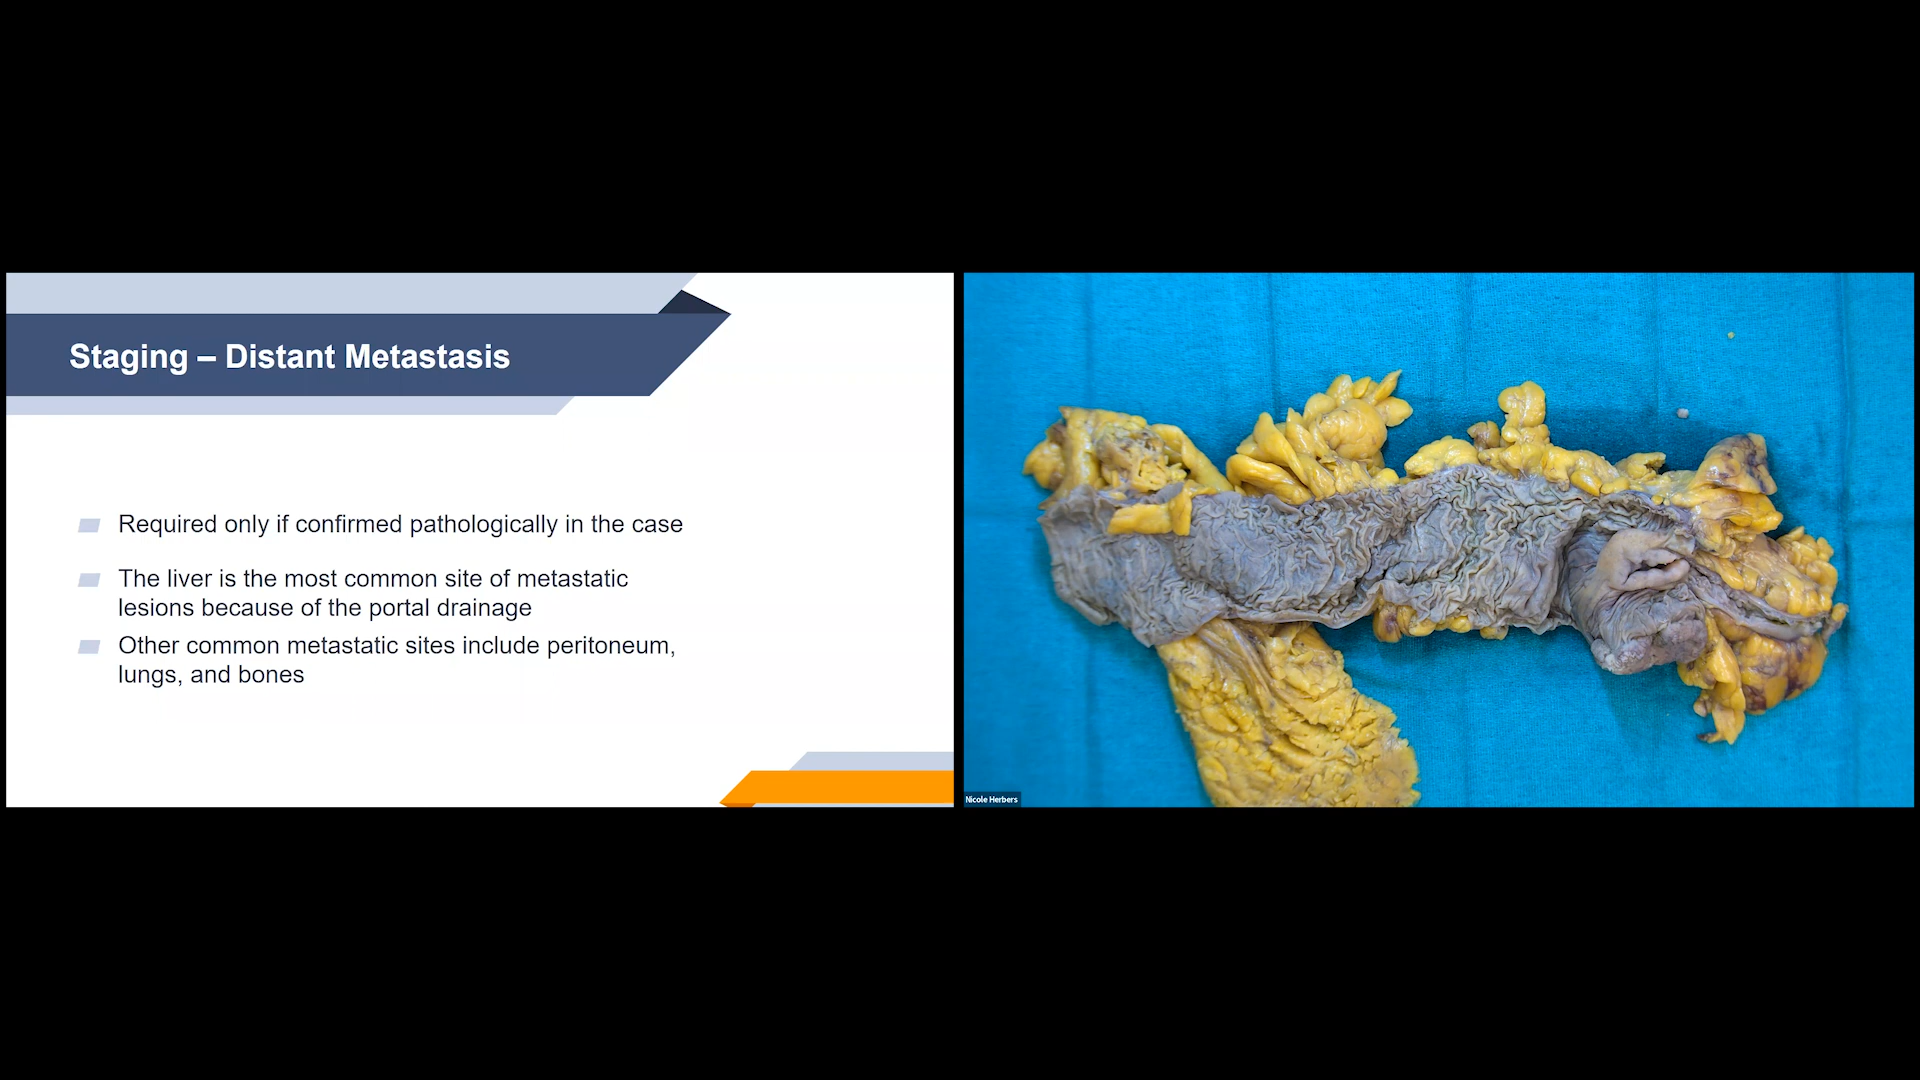 Staging – Distant Metastasis
Required only if confirmed pathologically in the case
The liver is the most common site of metastatic
lesions because of the portal drainage
Other common metastatic sites include peritoneum,
lungs, and bones
Nicole Herbers